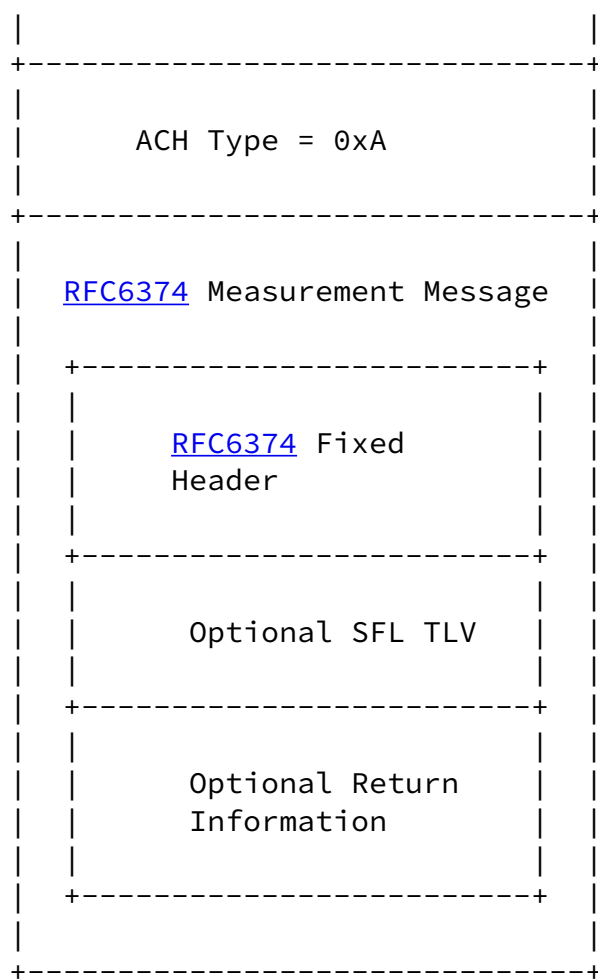 ACH Type = 0xA
RFC6374 Measurement Message
RFC6374 Fixed
Header
Optional SFL TLV
Optional Return
Information